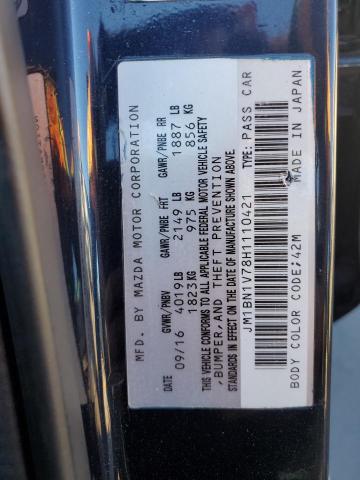 MFD. BY MAZDA MOTOR CORPORATION
DATE GVWR/PNBV GAWR/PNBE FRT GAWR/PNBE RR
09/16 4019LB 2149 LB 1887 LB
1823KG 975 KG 856 KG
THIS VEHICLE CONFORMS TO ALL APPLICABLE FEDERAL MOTOR VEHICLE SAFETY
,BUMPER,AND THEFT PREVENTION
STANDARDS IN EFFECT ON THE DATE OF MANUFACTURE SHOWN ABOVE.
JM1BN1V78H1110421 TYPE: PASS CAR
BODY COLOR CODE:42M MADE IN JAPAN